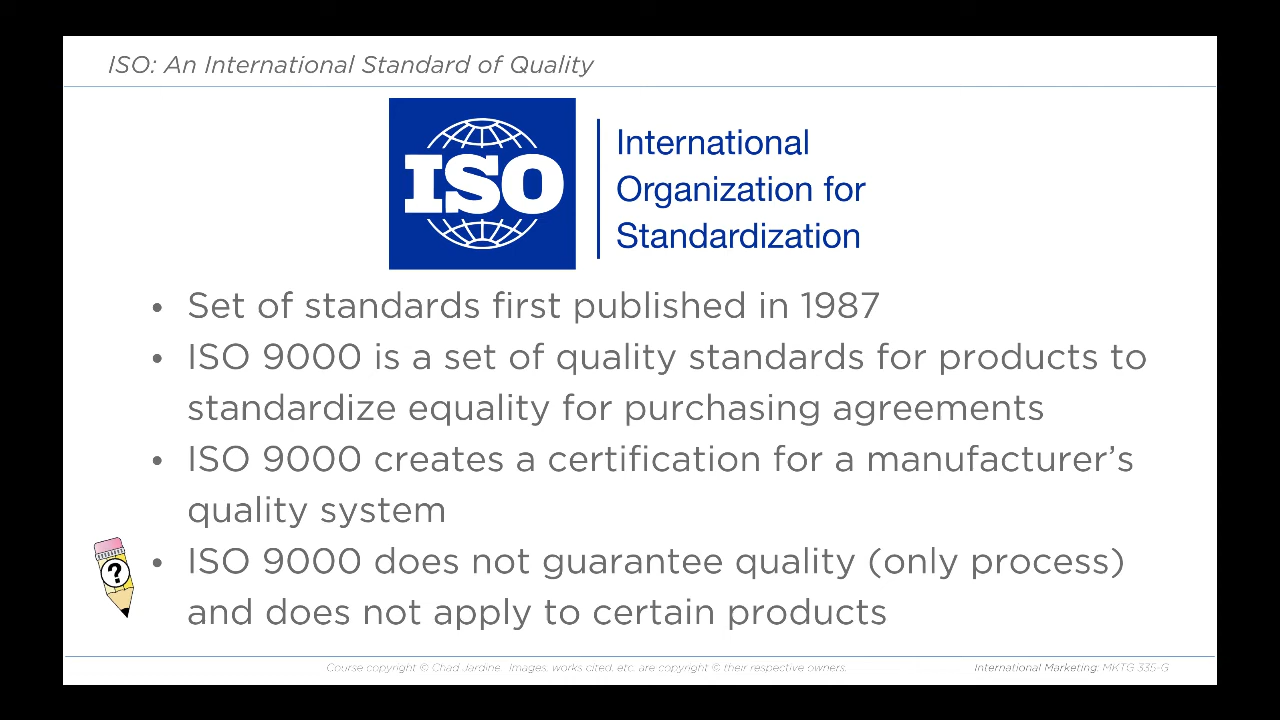 ISO: An International Standard of Quality
ISO
International
Organization for
Standardization
• Set of standards first published in 1987
• ISO 9000 is a set of quality standards for products to
standardize equality for purchasing agreements
• ISO 9000 creates a certification for a manufacturer’s
quality system
?
• ISO 9000 does not guarantee quality (only process)
and does not apply to certain products
Course copyright © Chad Jardine. Images, works cited, etc. are copyright © their respective owners.
International Marketing: MKTG 335-G